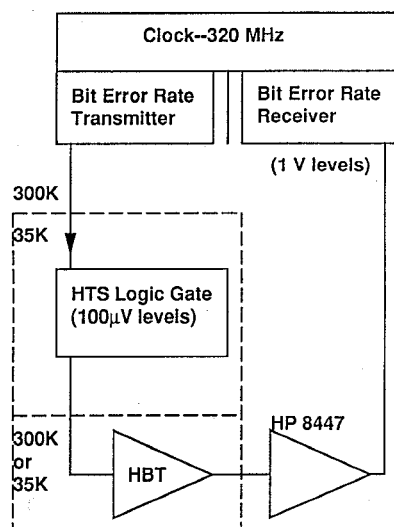 Clock--320 MHz
Bit Error Rate
Transmitter
Bit Error Rate
Receiver
(1 V levels)
300K
35K
HTS Logic Gate
(100μV levels)
300K
or
35K
HBT
HP 8447